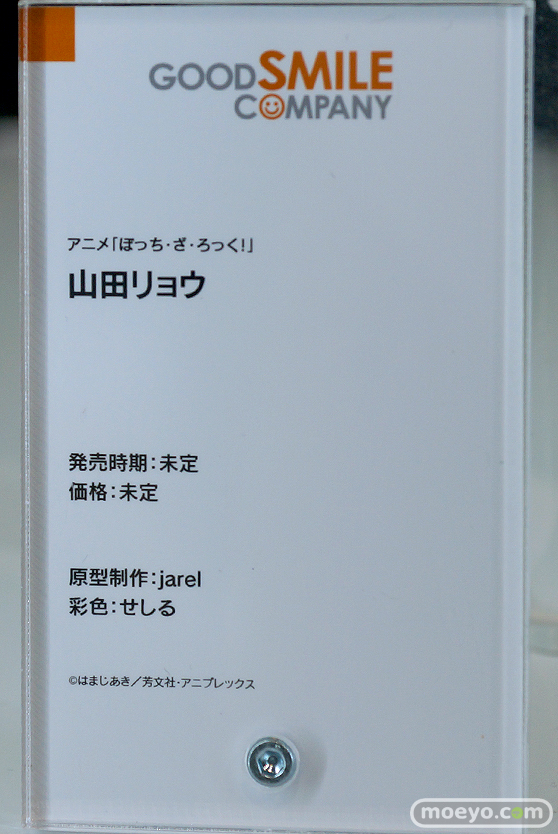 GOODSMILE
COMPANY
アニメ「ぼっち・ざ・ろっく!」
山田リョウ
発売時期:未定
価格:未定
原型制作:jarel
彩色:せしる
©はまじあき/芳文社・アニプレックス
moeyo.com